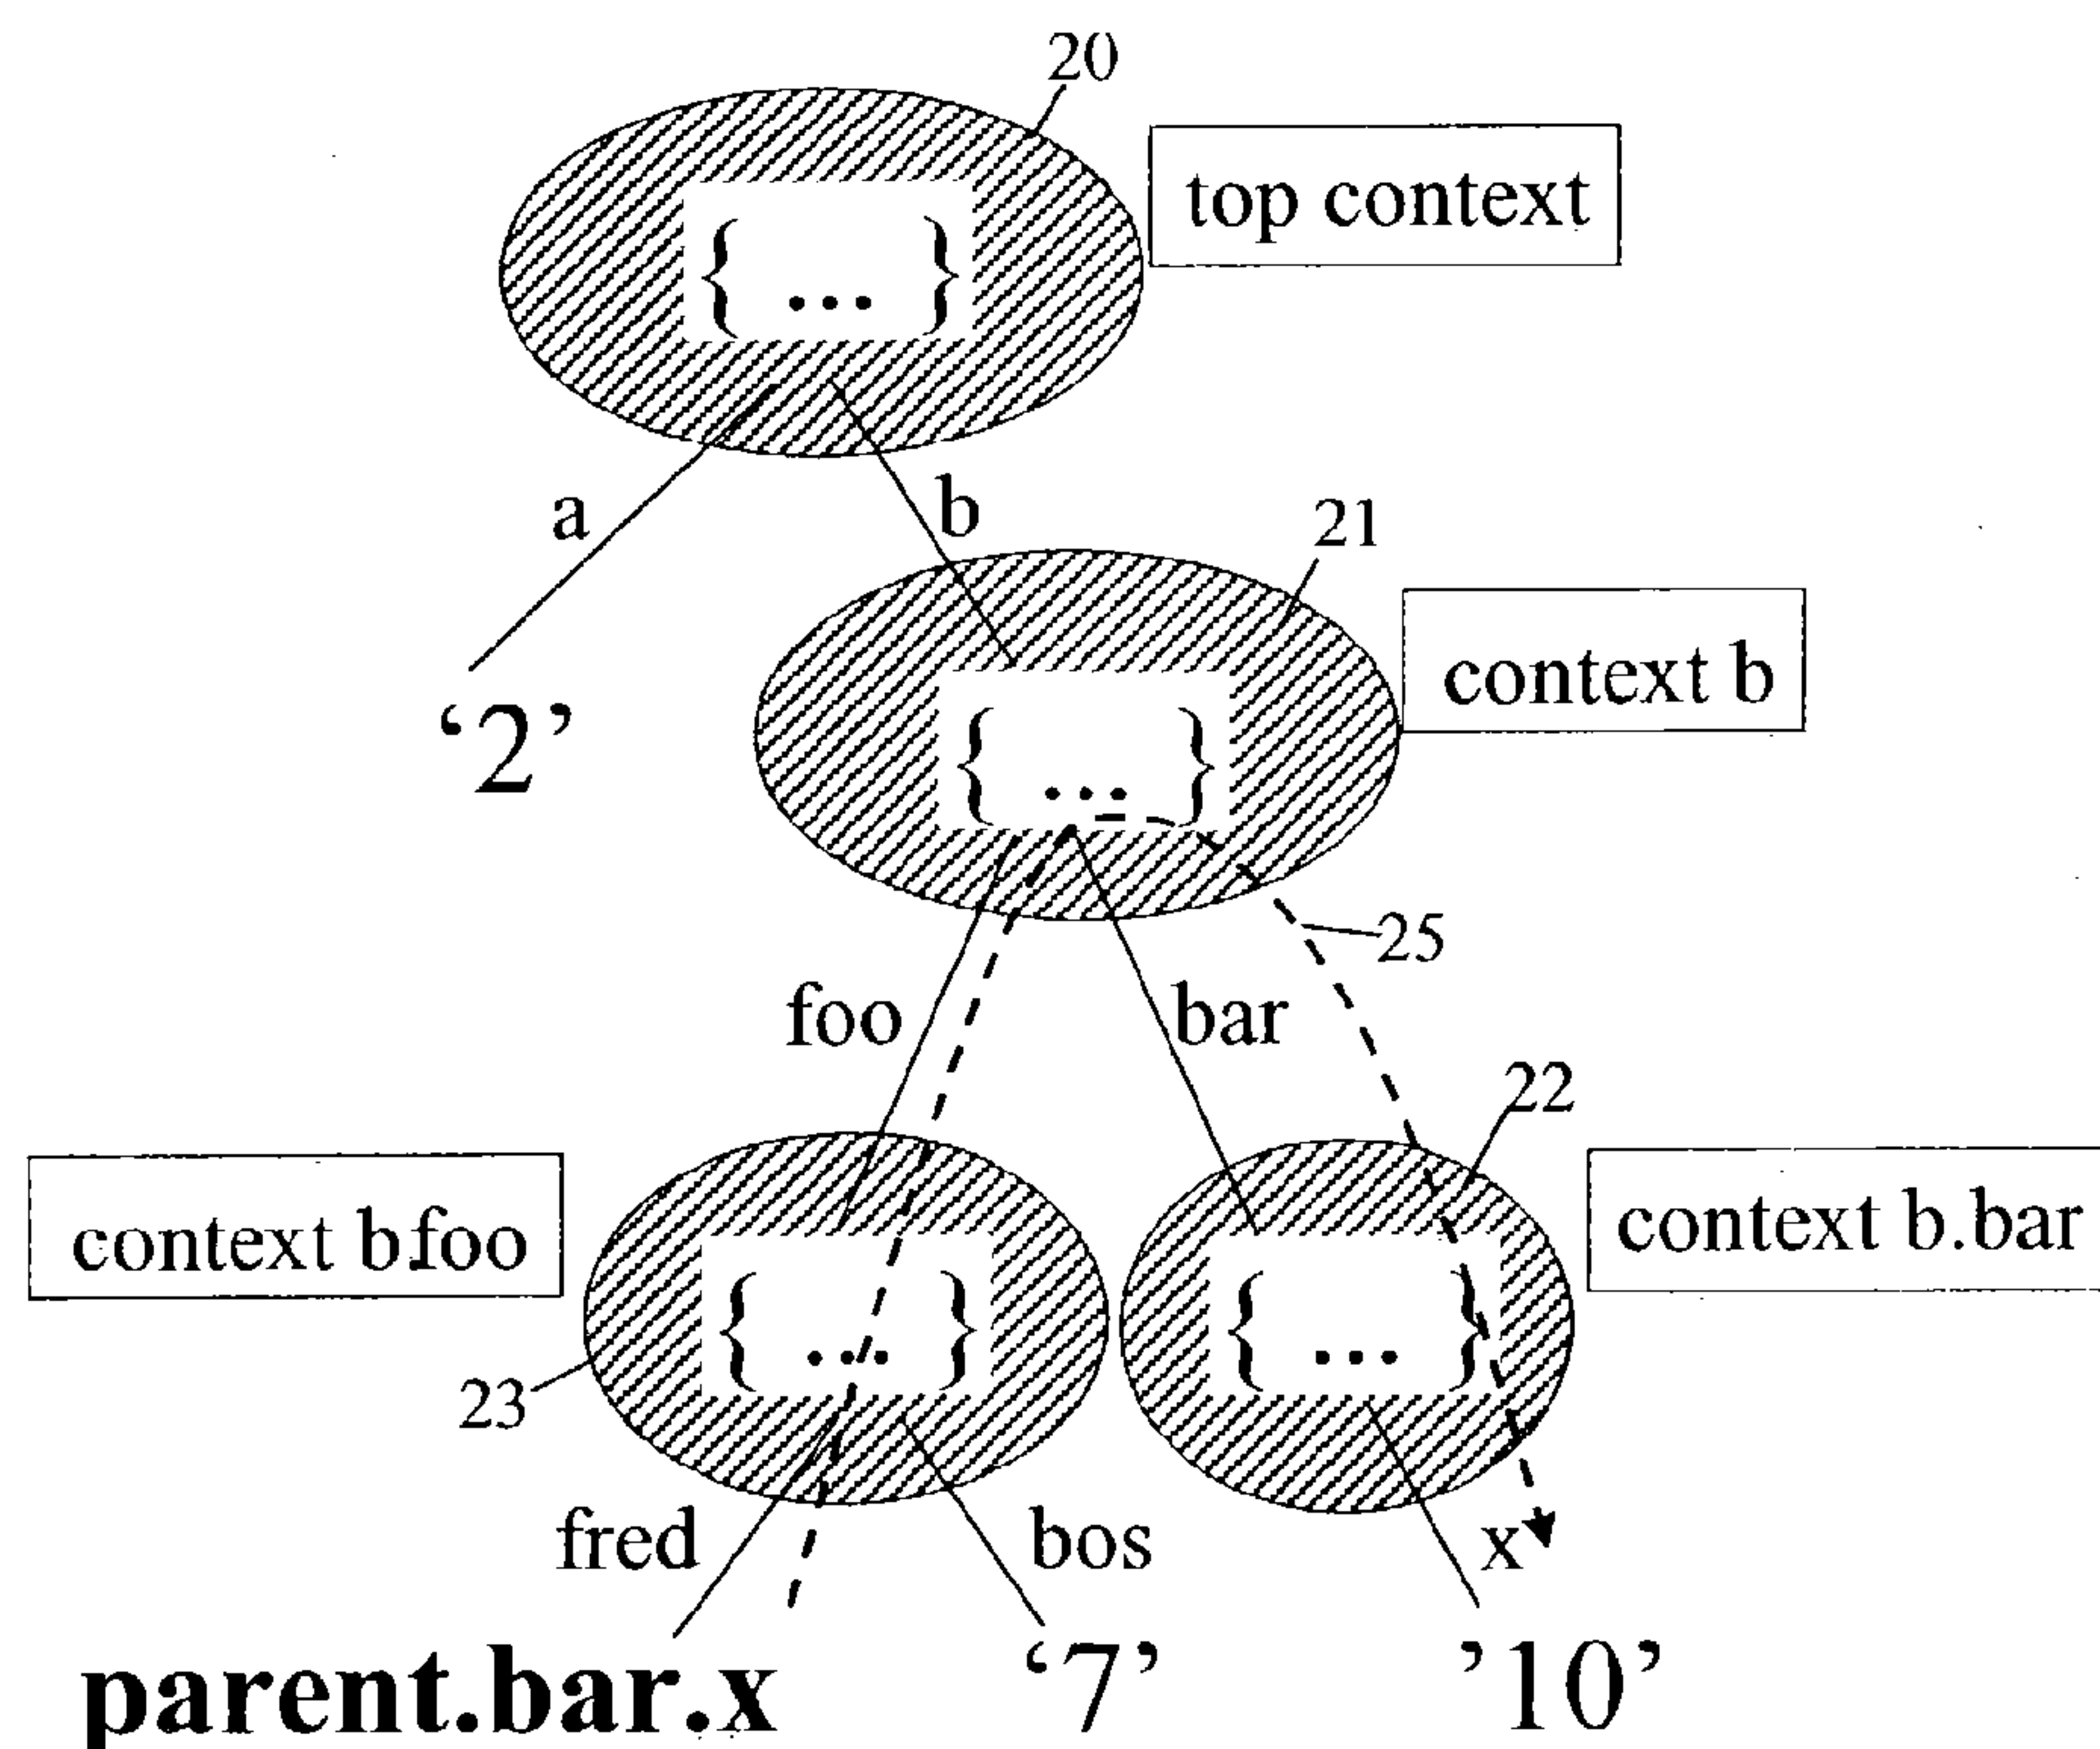 20
top context
{ ... }
a
b
21
‘2’
context b
{ ... }
25
foo
bar
22
context b.foo
context b.bar
{ ... }
{ ... }
23
fred
bos
x
parent.bar.x
‘7’
’10’